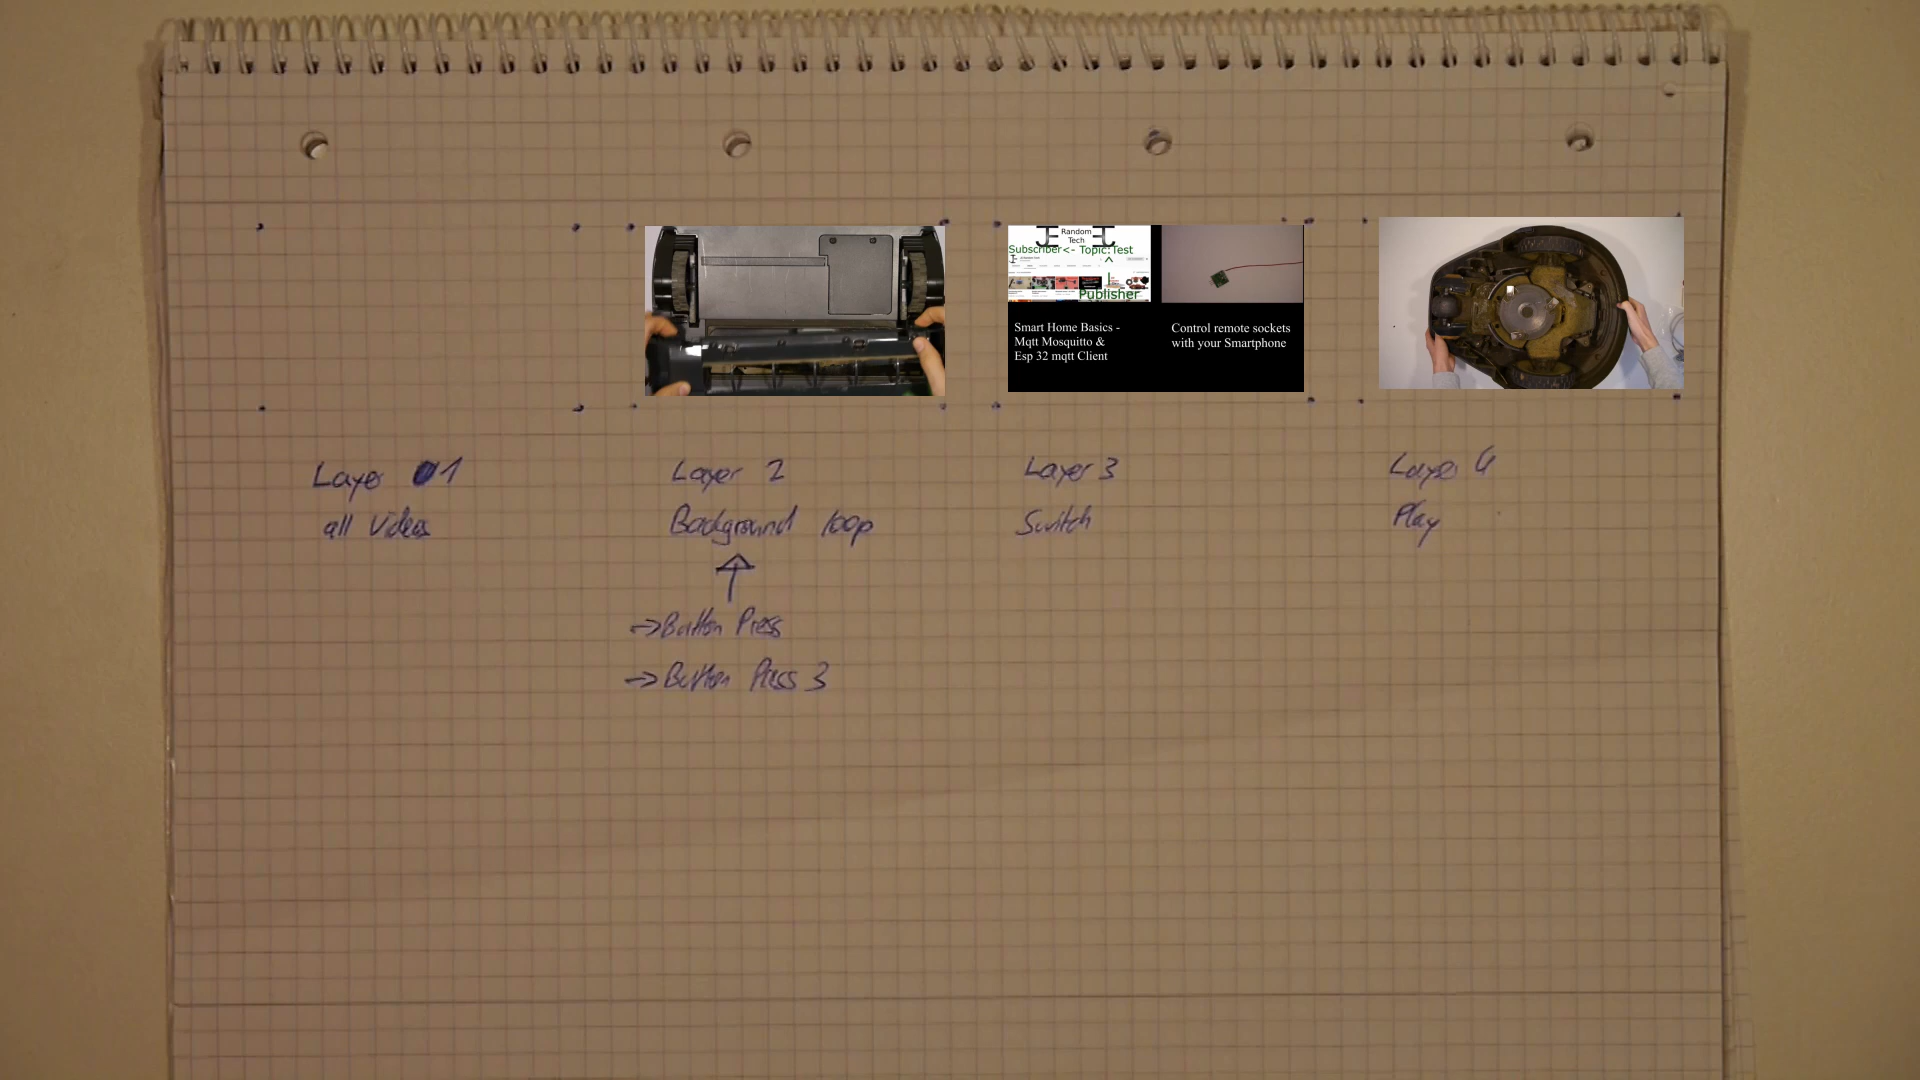 Random
Tech
Subscriber<- Topic:Test
Publisher
Smart Home Basics -
Mqtt Mosquitto &
Esp 32 mqtt Client
Control remote sockets
with your Smartphone
Layer 1
all Videos
Layer 2
Background loop
->Button Press
->Button Press 3
Layer 3
Switch
Layer 4
Play